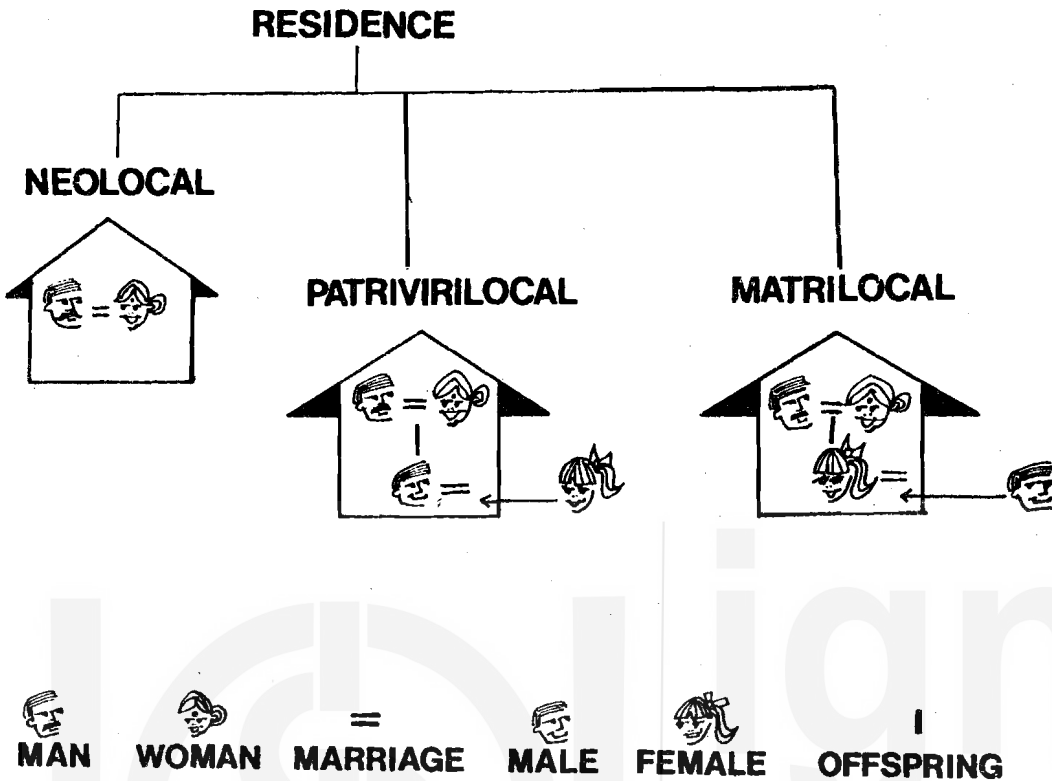 RESIDENCE
NEOLOCAL
PATRIVIRILOCAL
MATRILOCAL
MAN WOMAN MARRIAGE MALE FEMALE OFFSPRING